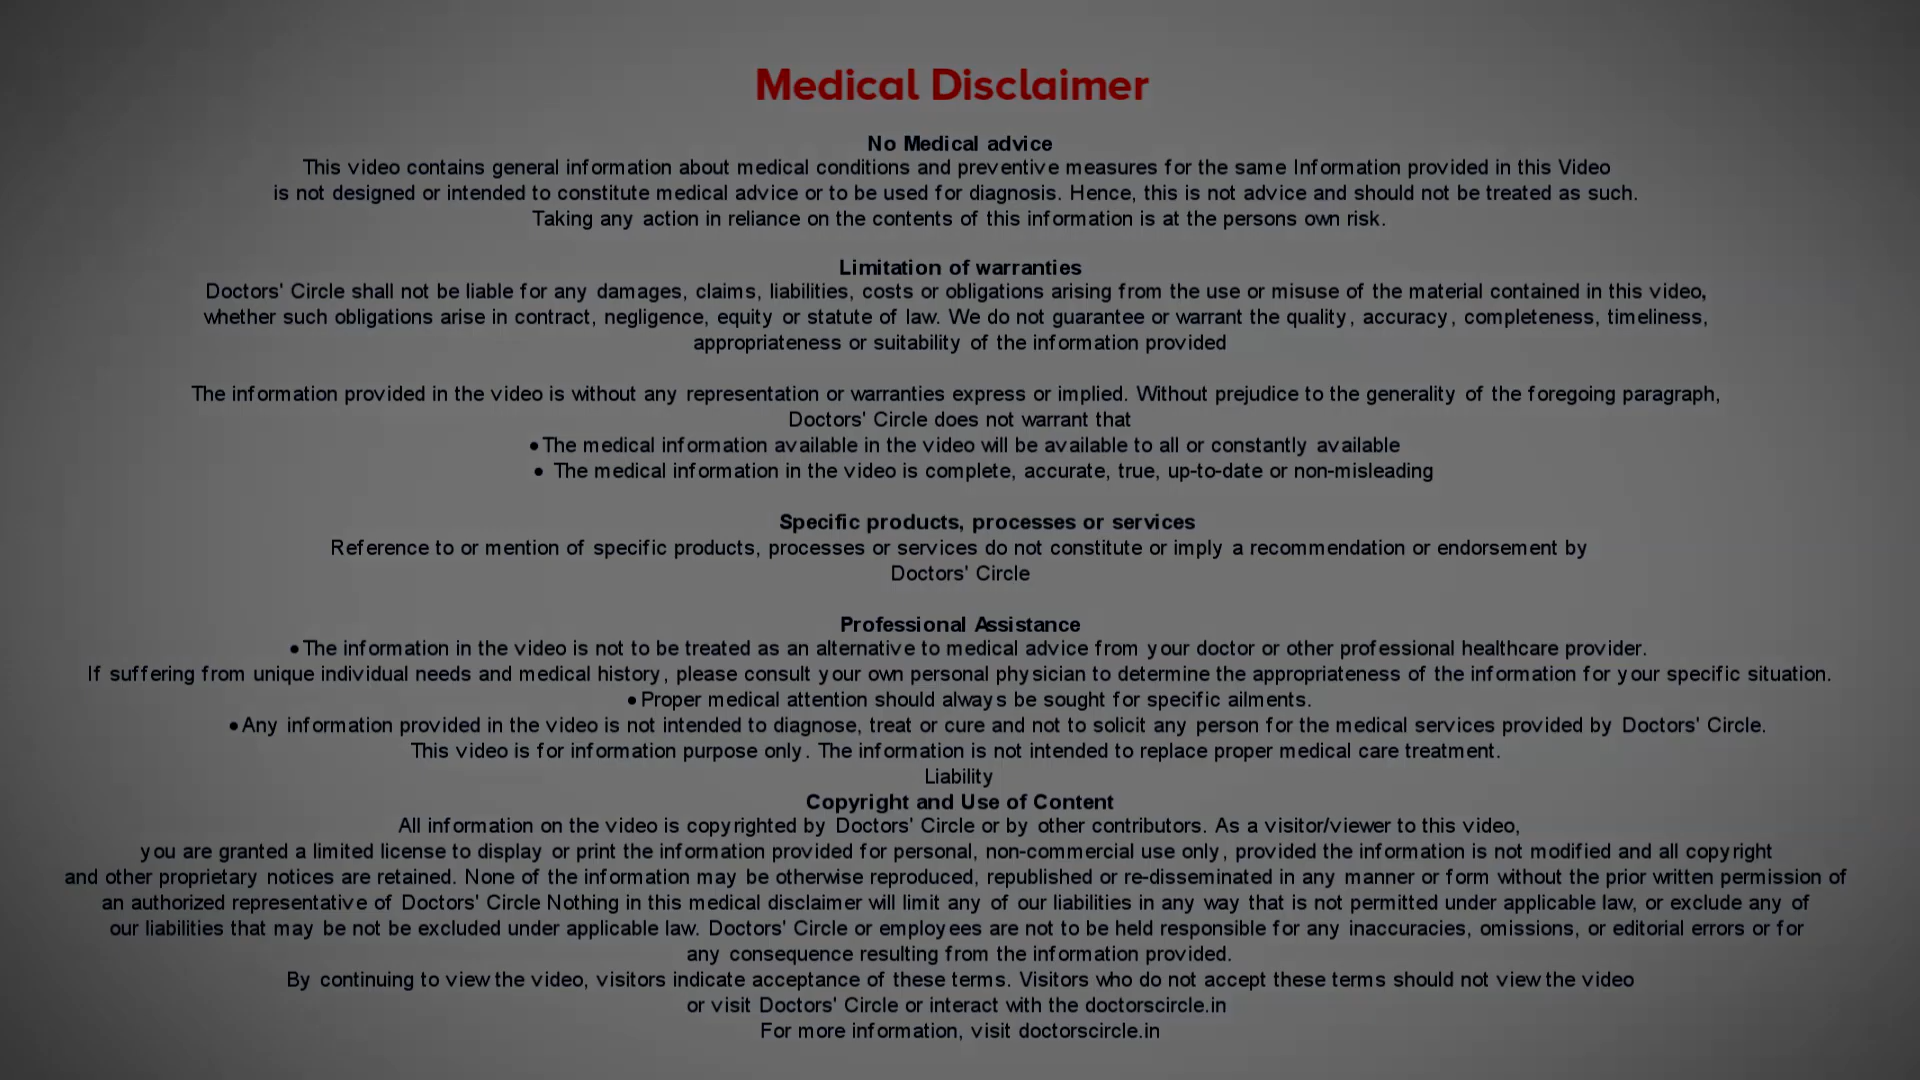 Medical Disclaimer
No Medical advice
This video contains general information about medical conditions and preventive measures for the same Information provided in this Video
is not designed or intended to constitute medical advice or to be used for diagnosis. Hence, this is not advice and should not be treated as such.
Taking any action in reliance on the contents of this information is at the persons own risk.
Limitation of warranties
Doctors' Circle shall not be liable for any damages, claims, liabilities, costs or obligations arising from the use or misuse of the material contained in this video,
whether such obligations arise in contract, negligence, equity or statute of law. We do not guarantee or warrant the quality, accuracy, completeness, timeliness,
appropriateness or suitability of the information provided
The information provided in the video is without any representation or warranties express or implied. Without prejudice to the generality of the foregoing paragraph,
Doctors' Circle does not warrant that
•The medical information available in the video will be available to all or constantly available
• The medical information in the video is complete, accurate, true, up-to-date or non-misleading
Specific products, processes or services
Reference to or mention of specific products, processes or services do not constitute or imply a recommendation or endorsement by
Doctors' Circle
Professional Assistance
•The information in the video is not to be treated as an alternative to medical advice from your doctor or other professional healthcare provider.
If suffering from unique individual needs and medical history, please consult your own personal physician to determine the appropriateness of the information for your specific situation.
•Proper medical attention should always be sought for specific ailments.
•Any information provided in the video is not intended to diagnose, treat or cure and not to solicit any person for the medical services provided by Doctors' Circle.
This video is for information purpose only. The information is not intended to replace proper medical care treatment.
Liability
Copyright and Use of Content
All information on the video is copyrighted by Doctors' Circle or by other contributors. As a visitor/viewer to this video,
you are granted a limited license to display or print the information provided for personal, non-commercial use only, provided the information is not modified and all copyright
and other proprietary notices are retained. None of the information may be otherwise reproduced, republished or re-disseminated in any manner or form without the prior written permission of
an authorized representative of Doctors' Circle Nothing in this medical disclaimer will limit any of our liabilities in any way that is not permitted under applicable law, or exclude any of
our liabilities that may be not be excluded under applicable law. Doctors' Circle or employees are not to be held responsible for any inaccuracies, omissions, or editorial errors or for
any consequence resulting from the information provided.
By continuing to view the video, visitors indicate acceptance of these terms. Visitors who do not accept these terms should not view the video
or visit Doctors' Circle or interact with the doctorscircle.in
For more information, visit doctorscircle.in